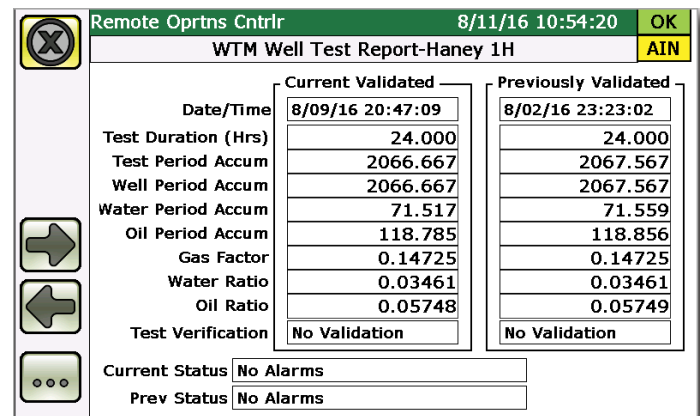 Remote Oprtns Cntrlr 8/11/16 10:54:20 OK
WTM Well Test Report-Haney 1H AIN
Current Validated Previously Validated
Date/Time 8/09/16 20:47:09 8/02/16 23:23:02
Test Duration (Hrs) 24.000 24.000
Test Period Accum 2066.667 2067.567
Well Period Accum 2066.667 2067.567
Water Period Accum 71.517 71.559
Oil Period Accum 118.785 118.856
Gas Factor 0.14725 0.14725
Water Ratio 0.03461 0.03461
Oil Ratio 0.05748 0.05749
Test Verification No Validation No Validation
Current Status No Alarms
Prev Status No Alarms